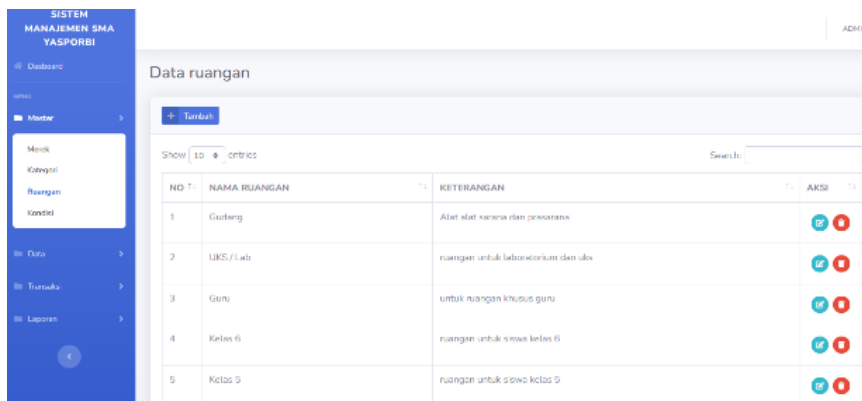 SISTEM
MANAJEMEN SMA
YASPORBI
ADMI
Dasboard
Data ruangan
MENU
Master
+ Tambah
Merek
Kategori
Ruangan
Kondisi
Show 10 entries
Search:
NO NAMA RUANGAN KETERANGAN AKSI
1 Gudang Alat alat sarana dan prasarana
2 UKS / Lab ruangan untuk laboratorium dan uks
3 Guru untuk ruangan khusus guru
4 Kelas 6 ruangan untuk siswa kelas 6
5 Kelas 5 ruangan untuk siswa kelas 5
Data
Transaksi
Laporan